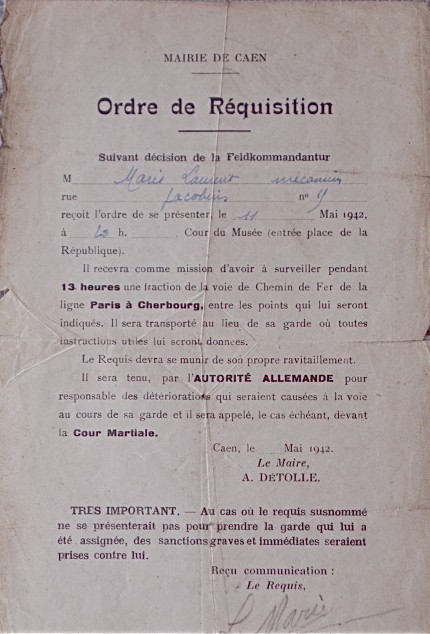 MAIRIE DE CAEN
Ordre de Réquisition
Suivant décision de la Feldkommandantur
M Marie Laurent mécanicien
rue Jacobins nº 9
reçoit l'ordre de se présenter, le 11 Mai 1942,
à 20 h. Cour du Musée (entrée place de la
République).
Il recevra comme mission d'avoir à surveiller pendant
13 heures une fraction de la voie de Chemin de Fer de la
ligne Paris à Cherbourg, entre les points qui lui seront
indiqués. Il sera transporté au lieu de sa garde où toutes
instructions utiles lui seront données.
Le Requis devra se munir de son propre ravitaillement.
Il sera tenu, par l'AUTORITÉ ALLEMANDE pour
responsable des détériorations qui seraient causées à la voie
au cours de sa garde et il sera appelé, le cas échéant, devant
la Cour Martiale.
Caen, le Mai 1942.
Le Maire,
A. DÉTOLLE.
TRES IMPORTANT. — Au cas où le requis susnommé
ne se présenterait pas pour prendre la garde qui lui a
été assignée, des sanctions graves et immédiates seraient
prises contre lui.
Reçu communication :
Le Requis,
L. Marie